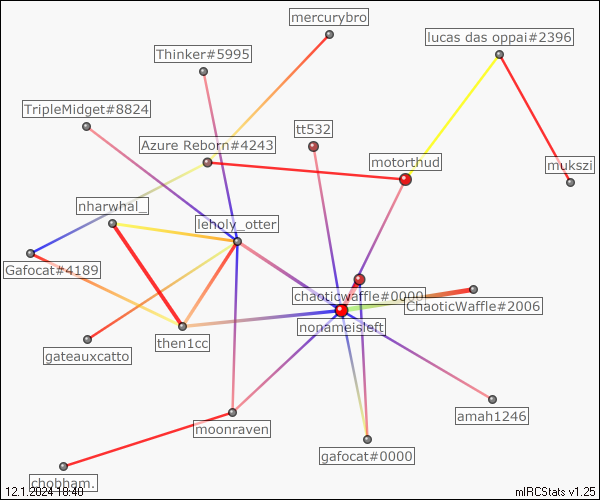 mercurybro
lucas das oppai#2396
Thinker#5995
TripleMidget#8824
tt532
Azure Reborn#4243
motorthud
mukszi
nharwhal_
leholy_otter
Gafocat#4189
chaoticwaffle#0000
ChaoticWaffle#2006
nonameisleft
then1cc
gateauxcatto
amah1246
moonraven
gafocat#0000
chobham.
12.1.2024 10:40
mIRCStats v1.25